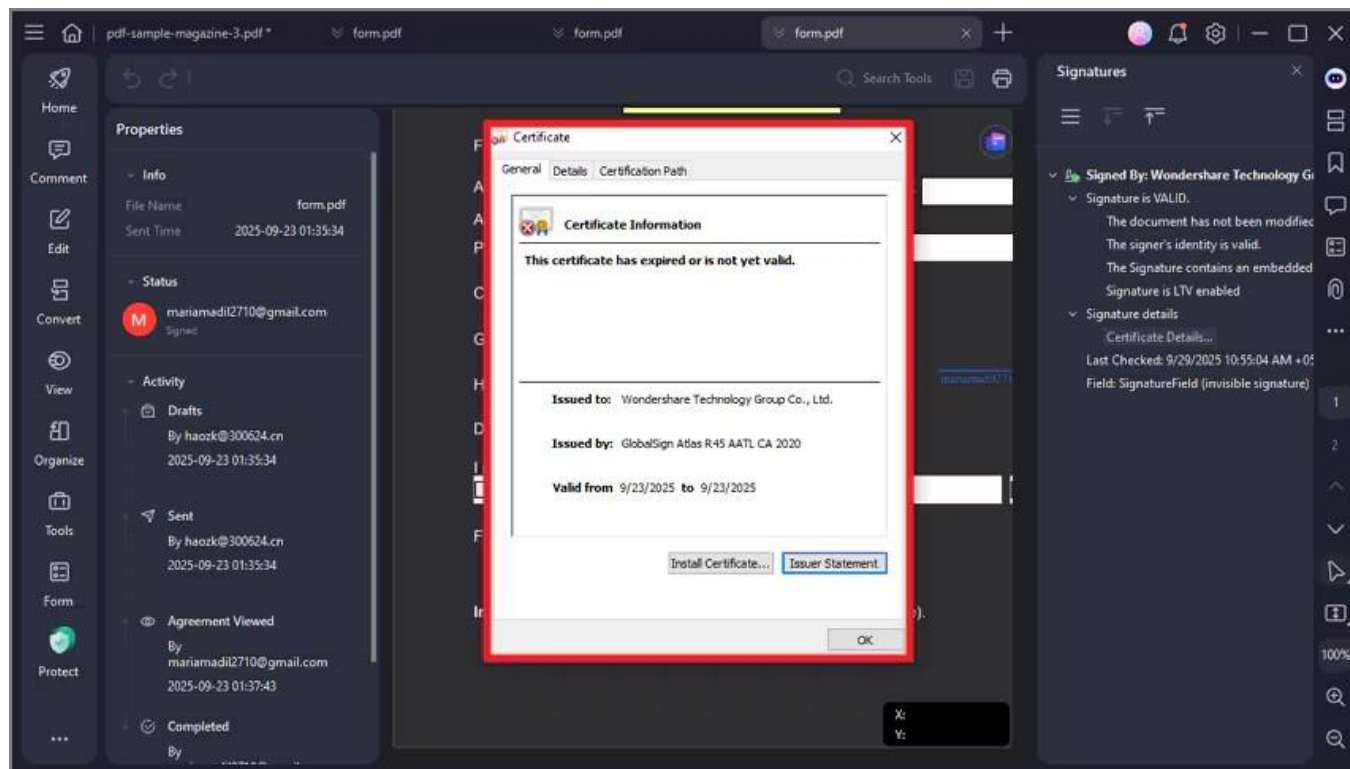 pdf-sample-magazine-3.pdf *
form.pdf
form.pdf
form.pdf
Search Tools
Home
Comment
Edit
Convert
View
Organize
Tools
Form
Protect
Properties
Info
File Name form.pdf
Sent Time 2025-09-23 01:35:34
Status
M
mariamadil2710@gmail.com
Signed
Activity
Drafts
By haozk@300624.cn
2025-09-23 01:35:34
Sent
By haozk@300624.cn
2025-09-23 01:35:34
Agreement Viewed
By
mariamadil2710@gmail.com
2025-09-23 01:37:43
Completed
By
F
A
A
P
C
G
H
D
I
F
In
).
Certificate
General Details Certification Path
Certificate Information
This certificate has expired or is not yet valid.
Issued to: Wondershare Technology Group Co., Ltd.
Issued by: GlobalSign Atlas R45 AATL CA 2020
Valid from 9/23/2025 to 9/23/2025
Install Certificate... Issuer Statement
OK
X:
Y:
Signatures
Signed By: Wondershare Technology G
Signature is VALID.
The document has not been modified
The signer's identity is valid.
The Signature contains an embedded
Signature is LTV enabled
Signature details
Certificate Details...
Last Checked: 9/29/2025 10:55:04 AM +05
Field: SignatureField (invisible signature)
1
2
100%